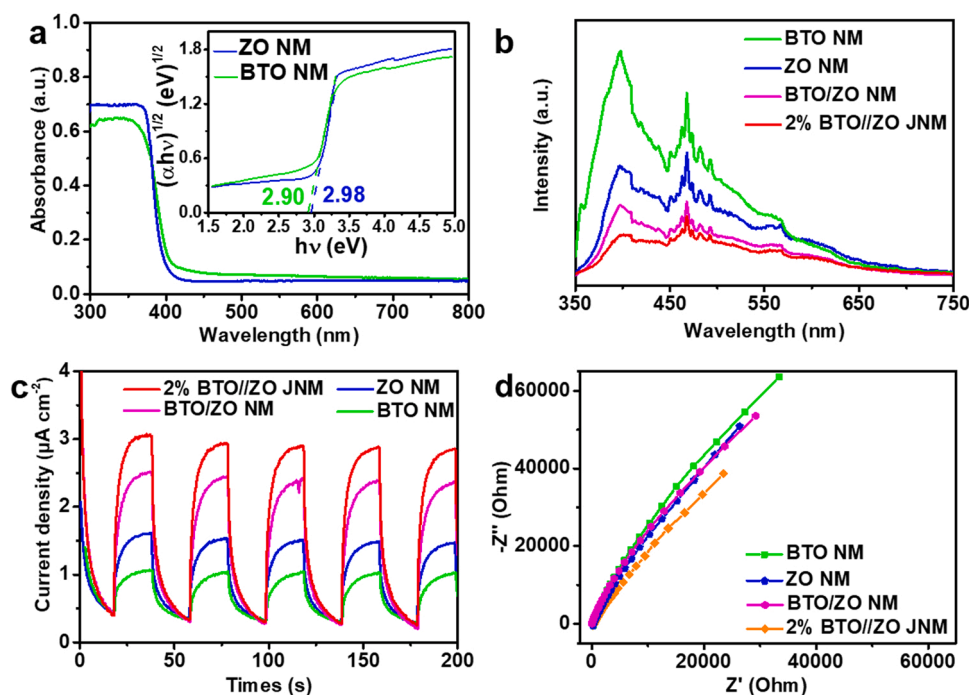 a
Absorbance (a.u.)
1.0
0.8
0.6
0.4
0.2
0.0
300 400 500 600 700 800
Wavelength (nm)
ZO NM
BTO NM
(αhν)1/2 (eV)1/2
1.8
1.2
0.6
0.0
2.90 2.98
2.0 2.5 3.0 3.5 4.0 4.5 5.0
hν (eV)
b
Intensity (a.u.)
BTO NM
ZO NM
BTO/ZO NM
2% BTO//ZO JNM
350 450 550 650 750
Wavelength (nm)
c
Current density (μA cm-2)
4
3
2
1
0
2% BTO//ZO JNM ZO NM
BTO/ZO NM BTO NM
0 50 100 150 200
Times (s)
d
-Z'' (Ohm)
60000
40000
20000
0
BTO NM
ZO NM
BTO/ZO NM
2% BTO//ZO JNM
0 20000 40000 60000
Z' (Ohm)